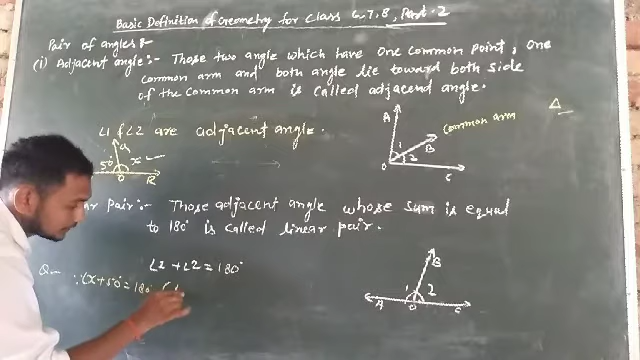 Basic Definition of Geometry for Class 6,7,8, Part-2
Pair of angles:-
(i) Adjacent angle:- Those two angle which have one common point, one
common arm and both angle lie toward both side
of the common arm is called adjacend angle.
∠1 & ∠2 are adjacent angle.
A
1
2
B
O
C
common arm
50°
x
O
R
Pair:- Those adjacent angle whose sum is equal
to 180° is called linear pair.
∠1 + ∠2 = 180°
Q-
∵ ∠x + 50° = 180°
B
1
2
A
O
C